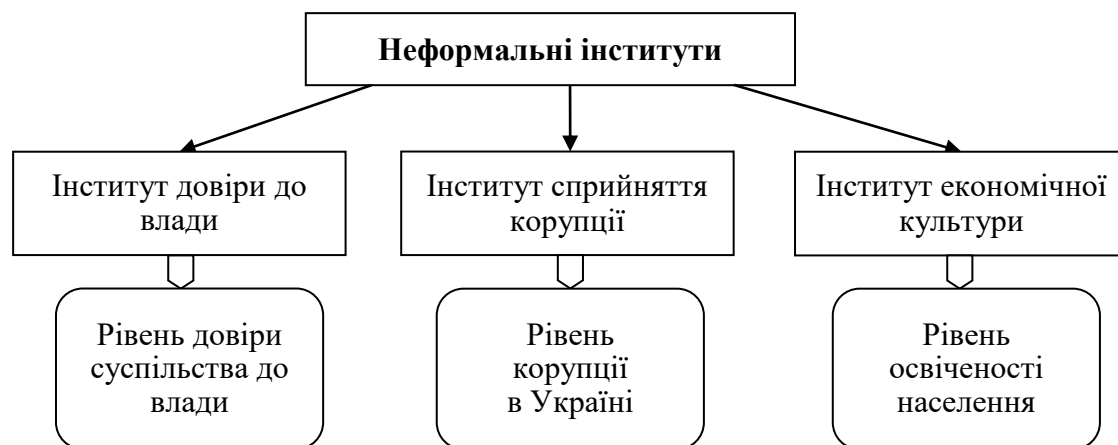 Неформальні інститути
Інститут довіри до
влади
Інститут сприйняття
корупції
Інститут економічної
культури
Рівень довіри
суспільства до
влади
Рівень
корупції
в Україні
Рівень
освіченості
населення